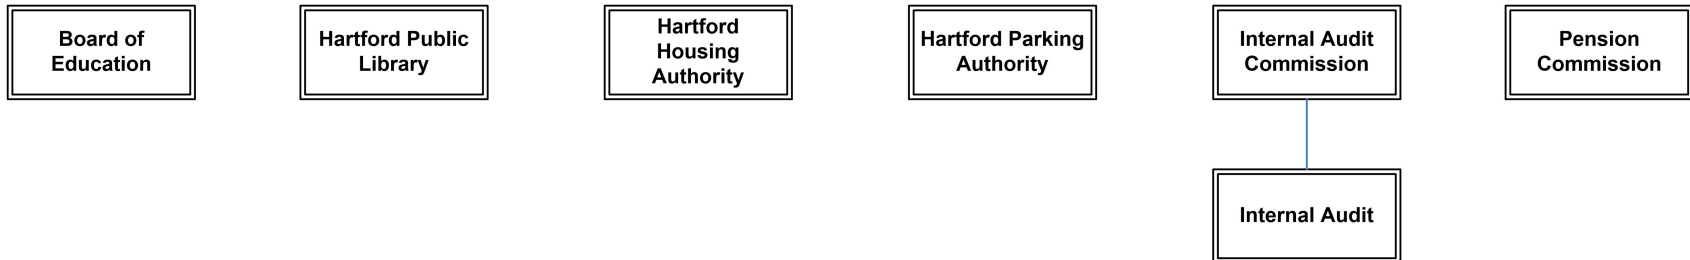 Board of
Education
Hartford Public
Library
Hartford
Housing
Authority
Hartford Parking
Authority
Internal Audit
Commission
Pension
Commission
Internal Audit